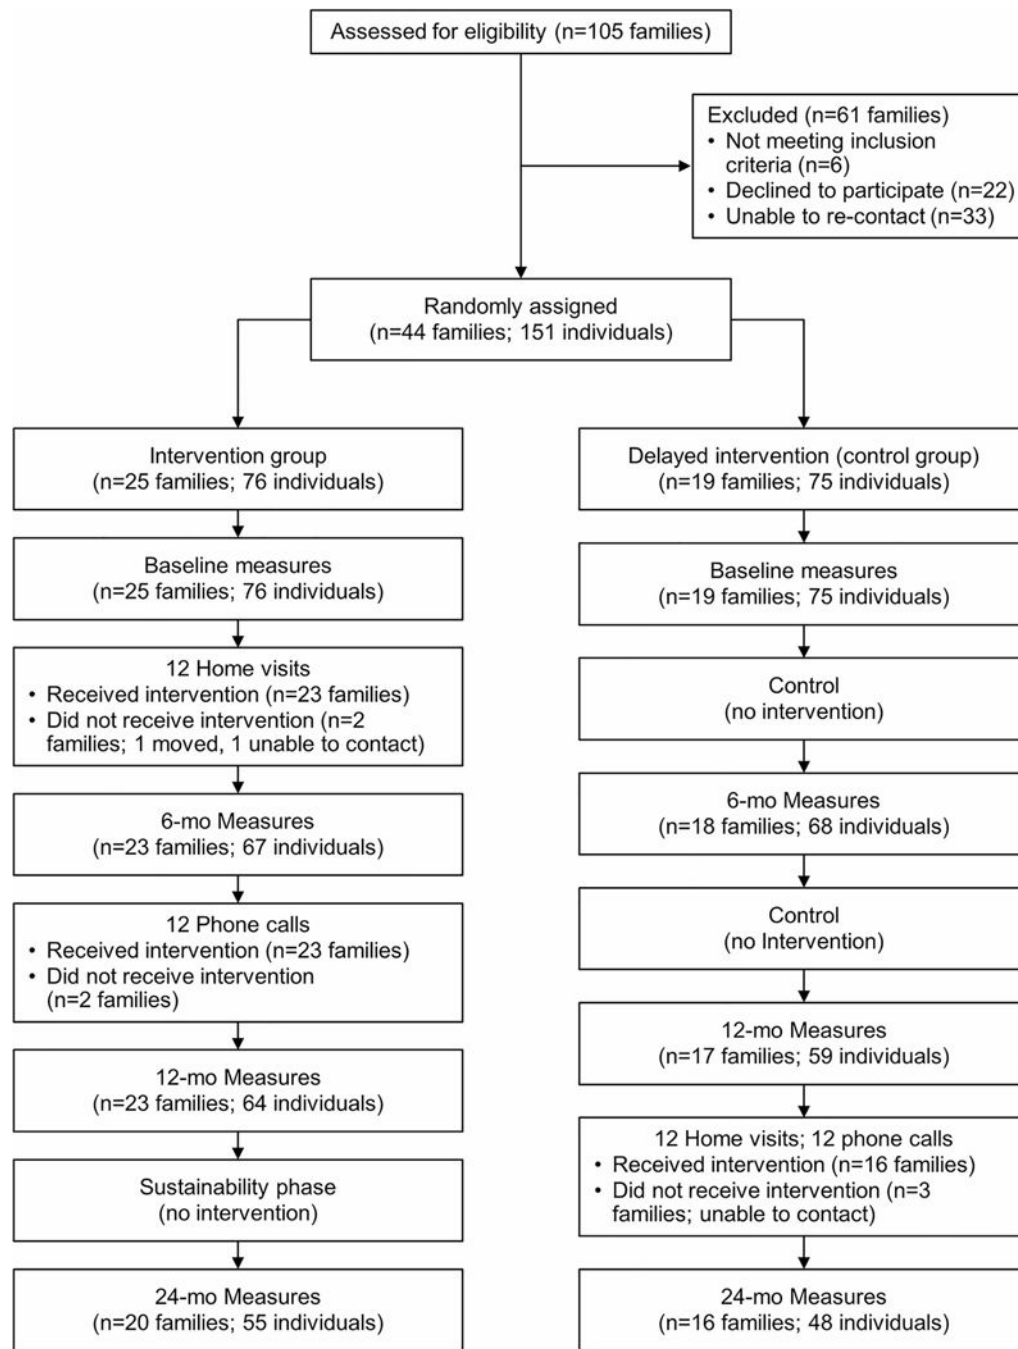 Assessed for eligibility (n=105 families)
Excluded (n=61 families)
• Not meeting inclusion
criteria (n=6)
• Declined to participate (n=22)
• Unable to re-contact (n=33)
Randomly assigned
(n=44 families; 151 individuals)
Intervention group
(n=25 families; 76 individuals)
Baseline measures
(n=25 families; 76 individuals)
12 Home visits
• Received intervention (n=23 families)
• Did not receive intervention (n=2
families; 1 moved, 1 unable to contact)
6-mo Measures
(n=23 families; 67 individuals)
12 Phone calls
• Received intervention (n=23 families)
• Did not receive intervention
(n=2 families)
12-mo Measures
(n=23 families; 64 individuals)
Sustainability phase
(no intervention)
24-mo Measures
(n=20 families; 55 individuals)
Delayed intervention (control group)
(n=19 families; 75 individuals)
Baseline measures
(n=19 families; 75 individuals)
Control
(no intervention)
6-mo Measures
(n=18 families; 68 individuals)
Control
(no Intervention)
12-mo Measures
(n=17 families; 59 individuals)
12 Home visits; 12 phone calls
• Received intervention (n=16 families)
• Did not receive intervention (n=3
families; unable to contact)
24-mo Measures
(n=16 families; 48 individuals)